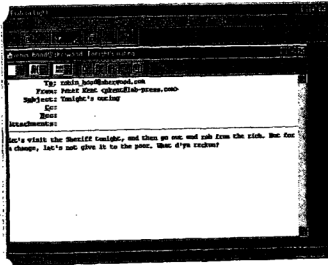 To: robin_hood@sherwood.com
From: Peter Kent <pkent@lab-press.com>
Subject: Tonight's outing
Cc:
Bcc:
Attachments:
Let's visit the Sheriff tonight, and then go out and rob from the rich. But for
a change, let's not give it to the poor. What d'ya reckon?